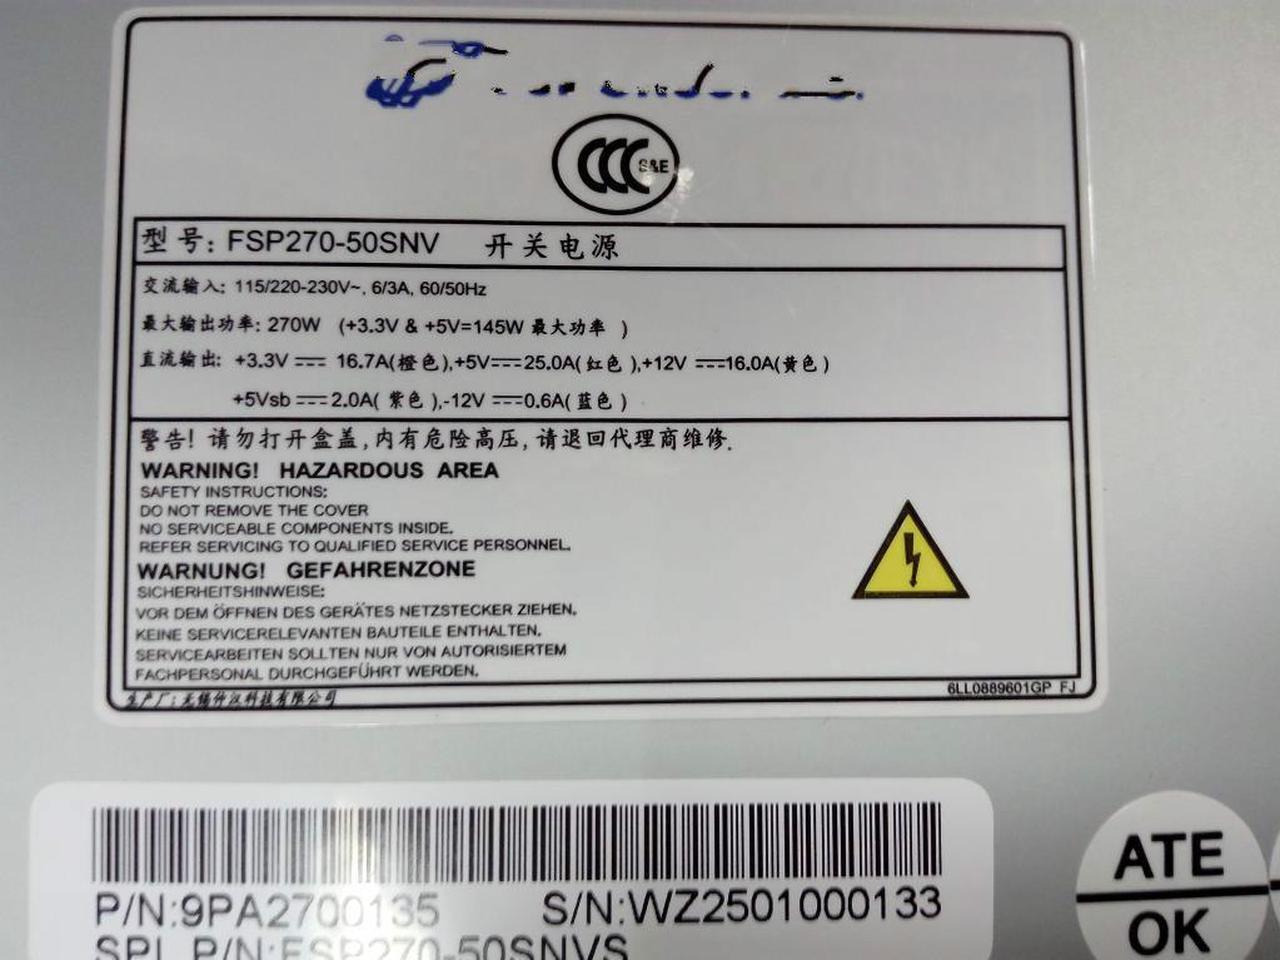 S&E
型号: FSP270-50SNV 开关电源
交流输入: 115/220-230V~, 6/3A, 60/50Hz
最大输出功率: 270W (+3.3V & +5V=145W 最大功率 )
直流输出: +3.3V ⎓ 16.7A(橙色),+5V⎓25.0A(红色),+12V ⎓16.0A(黄色)
+5Vsb ⎓2.0A( 紫色 ),-12V ⎓0.6A( 蓝色 )
警告! 请勿打开盒盖,内有危险高压,请退回代理商维修.
WARNING! HAZARDOUS AREA
SAFETY INSTRUCTIONS:
DO NOT REMOVE THE COVER
NO SERVICEABLE COMPONENTS INSIDE.
REFER SERVICING TO QUALIFIED SERVICE PERSONNEL.
WARNUNG! GEFAHRENZONE
SICHERHEITSHINWEISE:
VOR DEM ÖFFNEN DES GERÄTES NETZSTECKER ZIEHEN.
KEINE SERVICERELEVANTEN BAUTEILE ENTHALTEN.
SERVICEARBEITEN SOLLTEN NUR VON AUTORISIERTEM
FACHPERSONAL DURCHGEFÜHRT WERDEN.
生产厂: 无锡仲汉科技有限公司
6LL0889601GP FJ
P/N:9PA2700135 S/N:WZ2501000133
SPL P/N:FSP270-50SNVS
ATE
OK